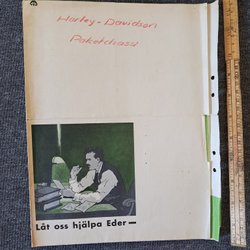 Harley-Davidson
Paketchassi
Låt oss hjälpa Eder —